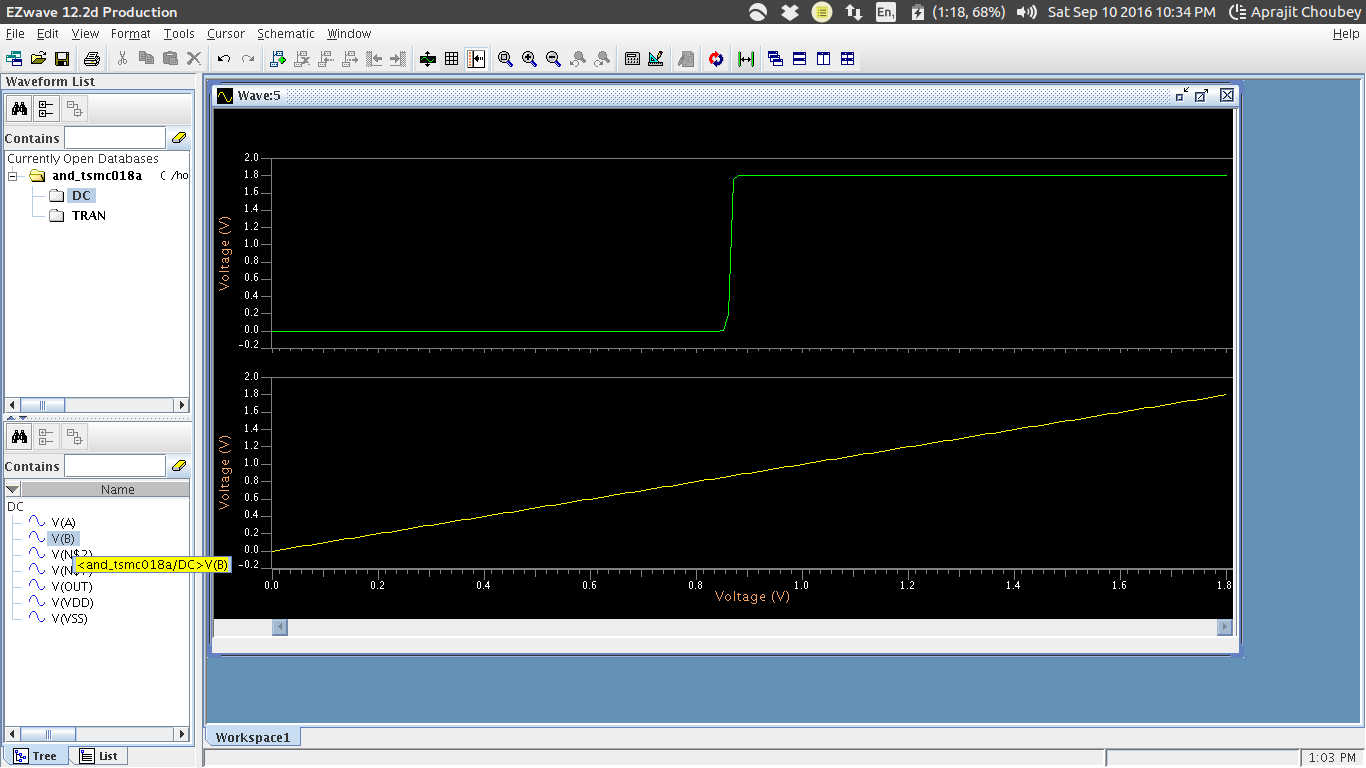 EZwave 12.2d Production
En1 (1:18, 68%) Sat Sep 10 2016 10:34 PM Aprajit Choubey
File Edit View Format Tools Cursor Schematic Window Help
Waveform List
Contains
Currently Open Databases
and_tsmc018a ( /ho
DC
TRAN
Contains
Name
DC
V(A)
V(B)
V(N$2)
<and_tsmc018a/DC>V(B)
V(OUT)
V(VDD)
V(VSS)
Tree List
Wave:5
2.0
1.8
1.6
1.4
1.2
1.0
0.8
0.6
0.4
0.2
0.0
-0.2
Voltage (V)
2.0
1.8
1.6
1.4
1.2
1.0
0.8
0.6
0.4
0.2
0.0
-0.2
Voltage (V)
0.0 0.2 0.4 0.6 0.8 1.0 1.2 1.4 1.6 1.8
Voltage (V)
Workspace1
1:03 PM